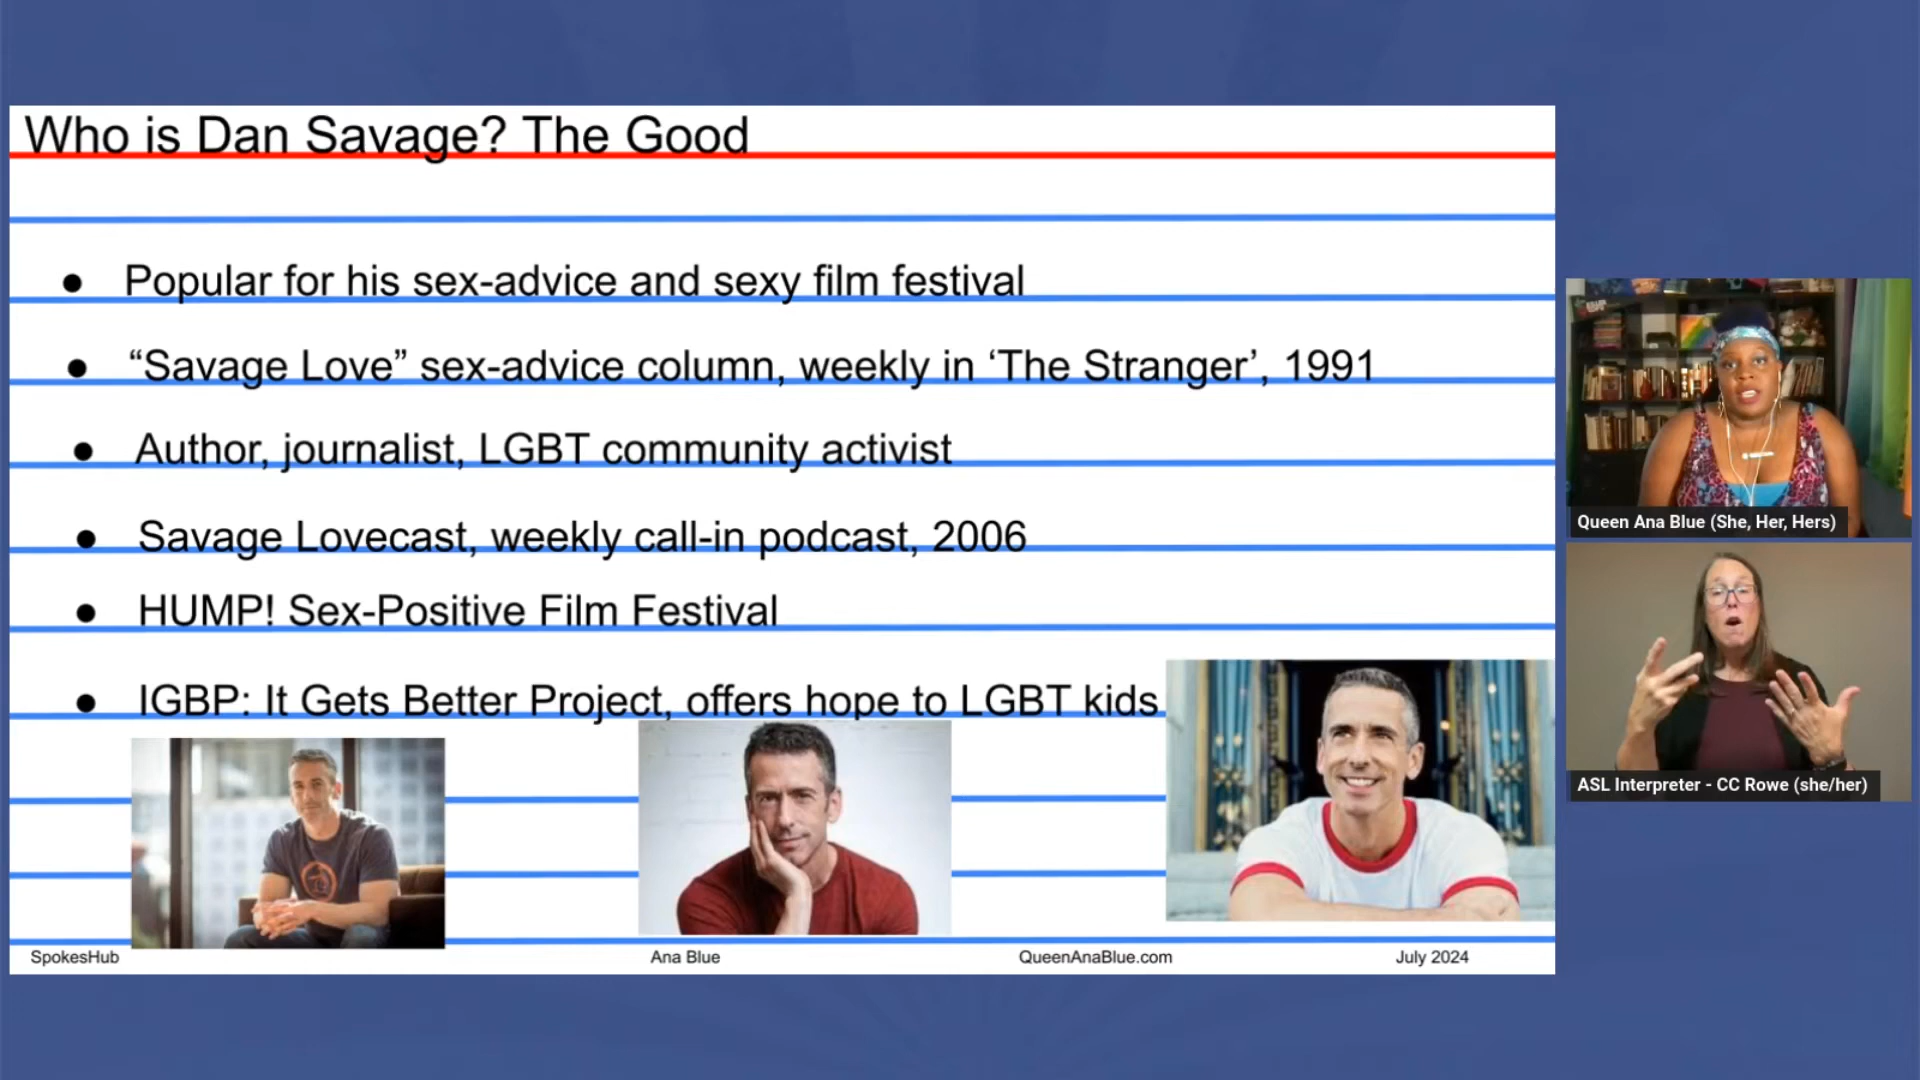 Who is Dan Savage? The Good
● Popular for his sex-advice and sexy film festival
● “Savage Love” sex-advice column, weekly in ‘The Stranger’, 1991
● Author, journalist, LGBT community activist
● Savage Lovecast, weekly call-in podcast, 2006
● HUMP! Sex-Positive Film Festival
● IGBP: It Gets Better Project, offers hope to LGBT kids
SpokesHub Ana Blue QueenAnaBlue.com July 2024
Queen Ana Blue (She, Her, Hers)
ASL Interpreter - CC Rowe (she/her)